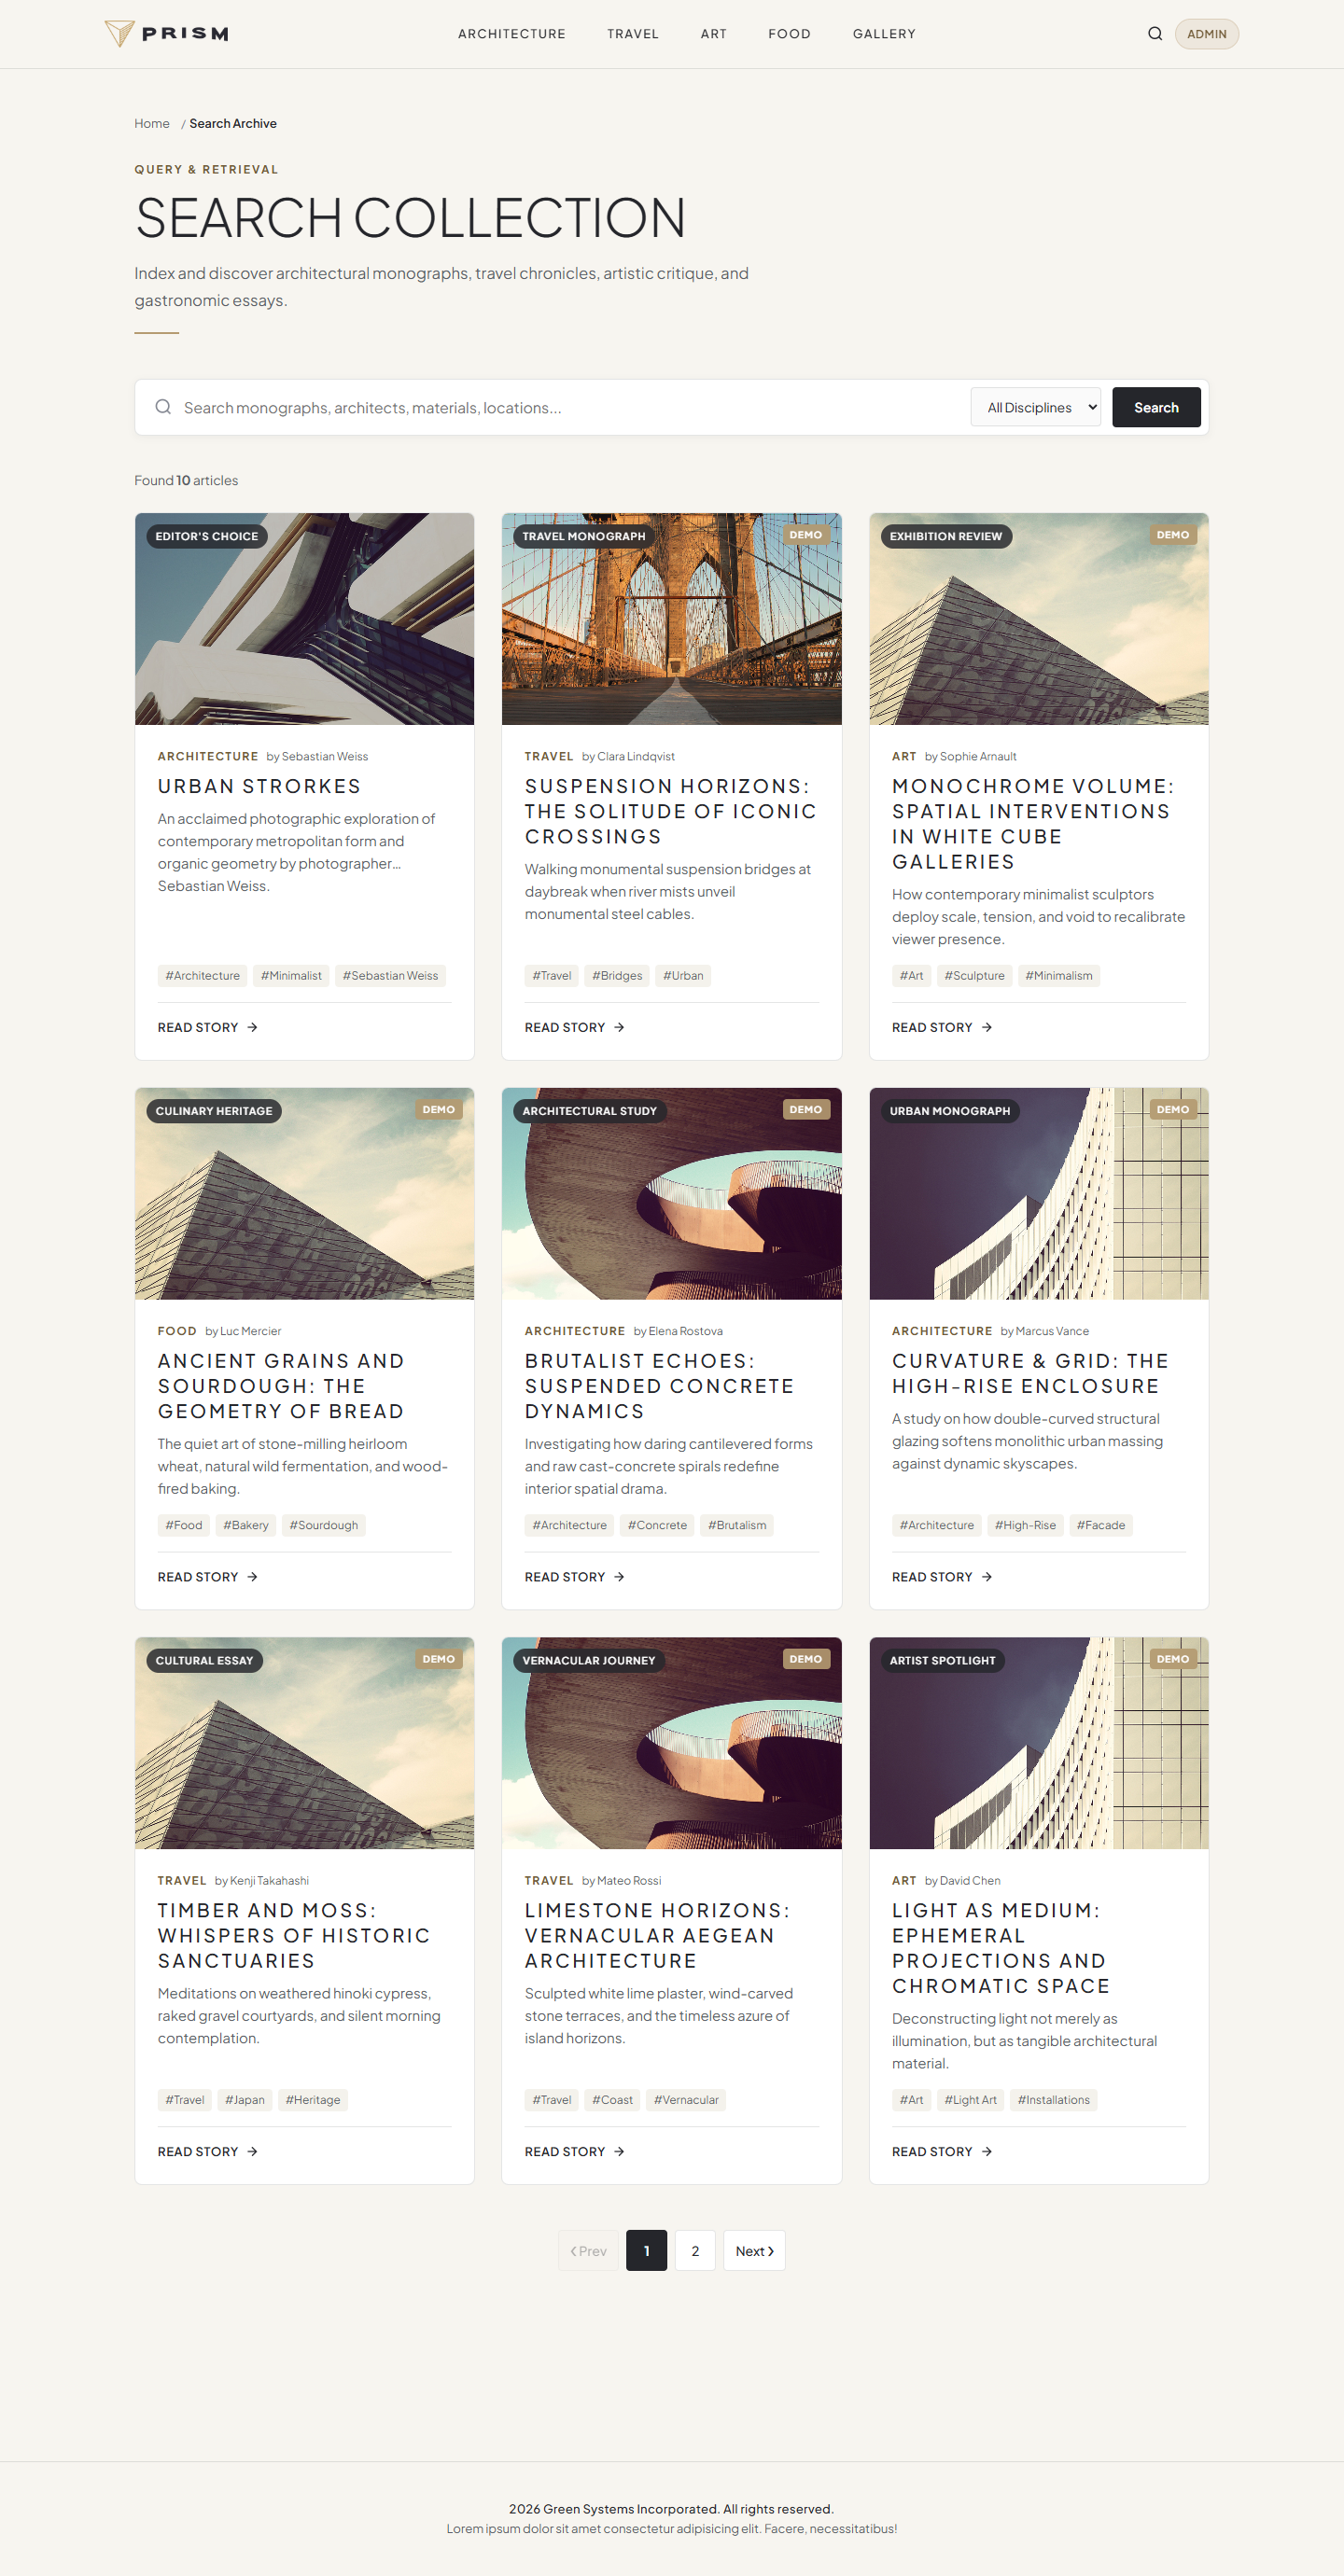 PRISM
ARCHITECTURE TRAVEL ART FOOD GALLERY
ADMIN
Home / Search Archive
QUERY & RETRIEVAL
SEARCH COLLECTION
Index and discover architectural monographs, travel chronicles, artistic critique, and
gastronomic essays.
Search monographs, architects, materials, locations...
All Disciplines
Search
Found 10 articles
EDITOR'S CHOICE
ARCHITECTURE by Sebastian Weiss
URBAN STRORKES
An acclaimed photographic exploration of
contemporary metropolitan form and
organic geometry by photographer…
Sebastian Weiss.
#Architecture #Minimalist #Sebastian Weiss
READ STORY →
TRAVEL MONOGRAPH
DEMO
TRAVEL by Clara Lindqvist
SUSPENSION HORIZONS:
THE SOLITUDE OF ICONIC
CROSSINGS
Walking monumental suspension bridges at
daybreak when river mists unveil
monumental steel cables.
#Travel #Bridges #Urban
READ STORY →
EXHIBITION REVIEW
DEMO
ART by Sophie Arnault
MONOCHROME VOLUME:
SPATIAL INTERVENTIONS
IN WHITE CUBE
GALLERIES
How contemporary minimalist sculptors
deploy scale, tension, and void to recalibrate
viewer presence.
#Art #Sculpture #Minimalism
READ STORY →
CULINARY HERITAGE
DEMO
FOOD by Luc Mercier
ANCIENT GRAINS AND
SOURDOUGH: THE
GEOMETRY OF BREAD
The quiet art of stone-milling heirloom
wheat, natural wild fermentation, and wood-
fired baking.
#Food #Bakery #Sourdough
READ STORY →
ARCHITECTURAL STUDY
DEMO
ARCHITECTURE by Elena Rostova
BRUTALIST ECHOES:
SUSPENDED CONCRETE
DYNAMICS
Investigating how daring cantilevered forms
and raw cast-concrete spirals redefine
interior spatial drama.
#Architecture #Concrete #Brutalism
READ STORY →
URBAN MONOGRAPH
DEMO
ARCHITECTURE by Marcus Vance
CURVATURE & GRID: THE
HIGH-RISE ENCLOSURE
A study on how double-curved structural
glazing softens monolithic urban massing
against dynamic skyscapes.
#Architecture #High-Rise #Facade
READ STORY →
CULTURAL ESSAY
DEMO
TRAVEL by Kenji Takahashi
TIMBER AND MOSS:
WHISPERS OF HISTORIC
SANCTUARIES
Meditations on weathered hinoki cypress,
raked gravel courtyards, and silent morning
contemplation.
#Travel #Japan #Heritage
READ STORY →
VERNACULAR JOURNEY
DEMO
TRAVEL by Mateo Rossi
LIMESTONE HORIZONS:
VERNACULAR AEGEAN
ARCHITECTURE
Sculpted white lime plaster, wind-carved
stone terraces, and the timeless azure of
island horizons.
#Travel #Coast #Vernacular
READ STORY →
ARTIST SPOTLIGHT
DEMO
ART by David Chen
LIGHT AS MEDIUM:
EPHEMERAL
PROJECTIONS AND
CHROMATIC SPACE
Deconstructing light not merely as
illumination, but as tangible architectural
material.
#Art #Light Art #Installations
READ STORY →
❮ Prev 1 2 Next ❯
2026 Green Systems Incorporated. All rights reserved.
Lorem ipsum dolor sit amet consectetur adipisicing elit. Facere, necessitatibus!